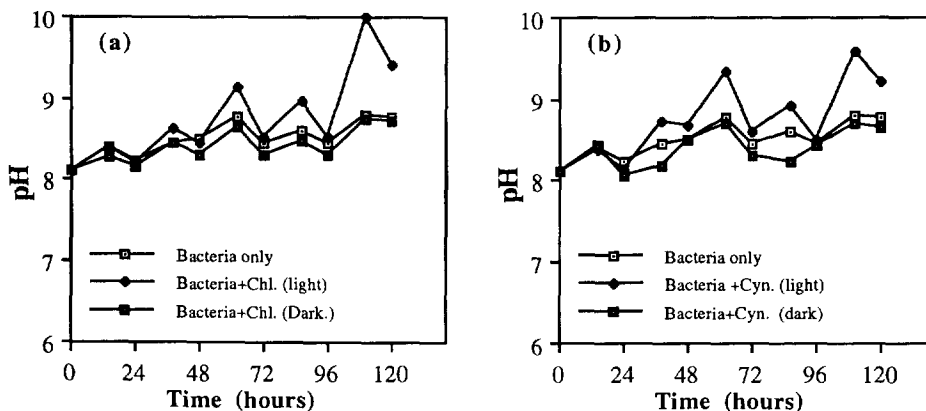 (a)
pH
10
9
8
7
6
Bacteria only
Bacteria+Chl. (light)
Bacteria+Chl. (Dark.)
0 24 48 72 96 120
Time (hours)
(b)
pH
10
9
8
7
6
Bacteria only
Bacteria +Cyn. (light)
Bacteria+Cyn. (dark)
0 24 48 72 96 120
Time (hours)